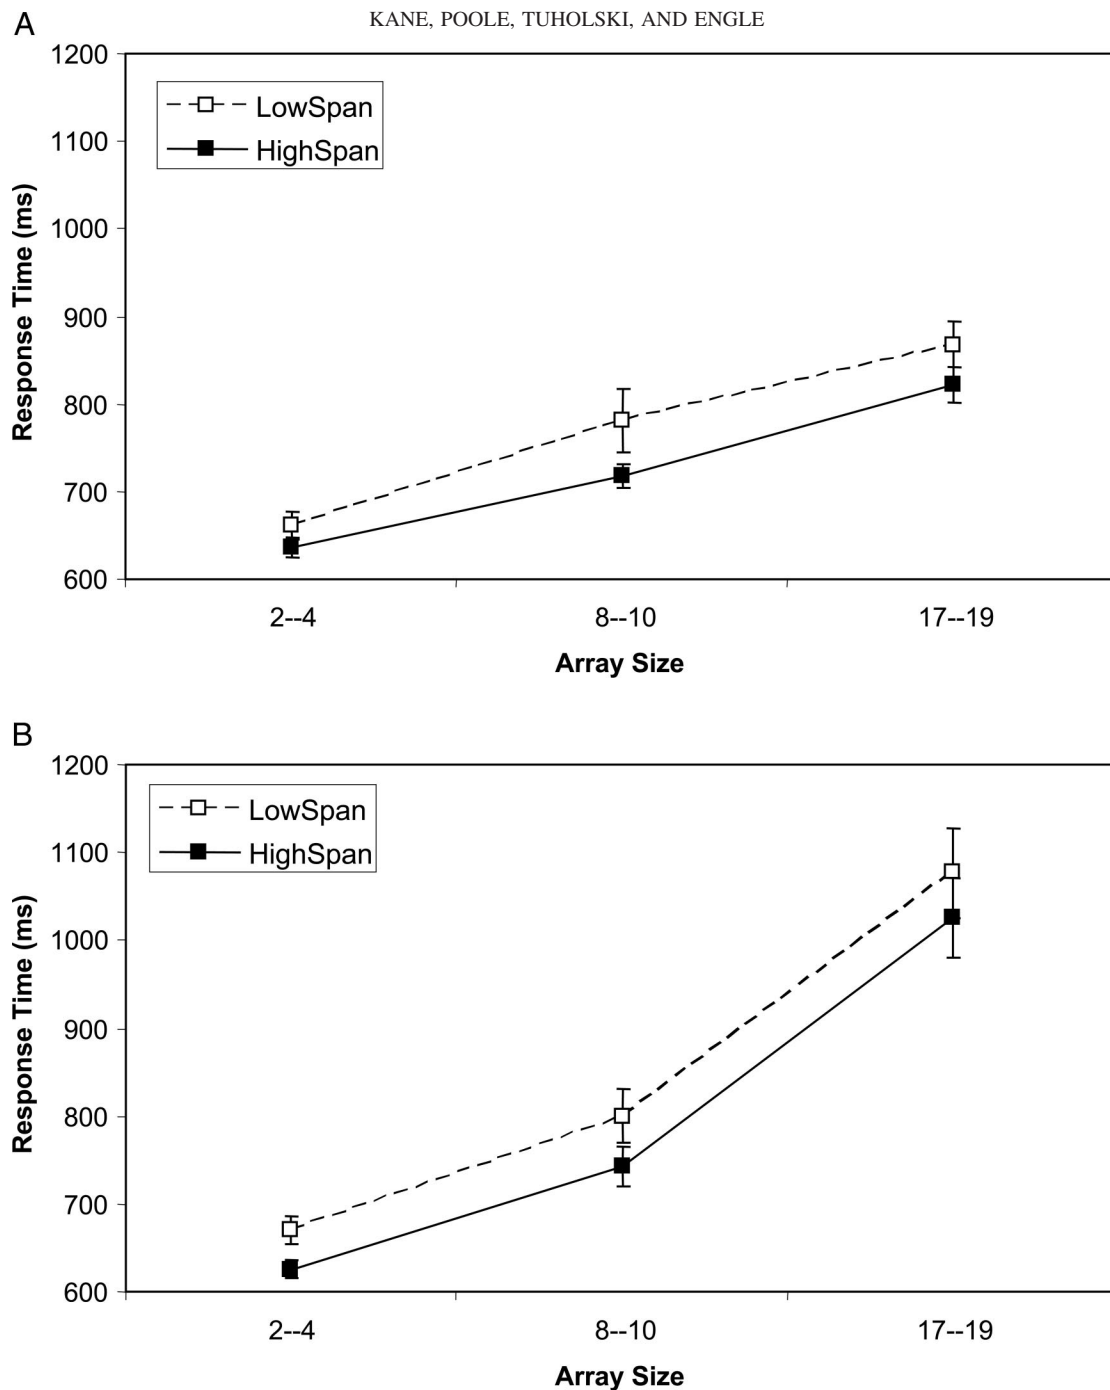 A
KANE, POOLE, TUHOLSKI, AND ENGLE
1200
1100
1000
900
800
700
600
Response Time (ms)
LowSpan
HighSpan
2--4 8--10 17--19
Array Size
B
1200
1100
1000
900
800
700
600
Response Time (ms)
LowSpan
HighSpan
2--4 8--10 17--19
Array Size